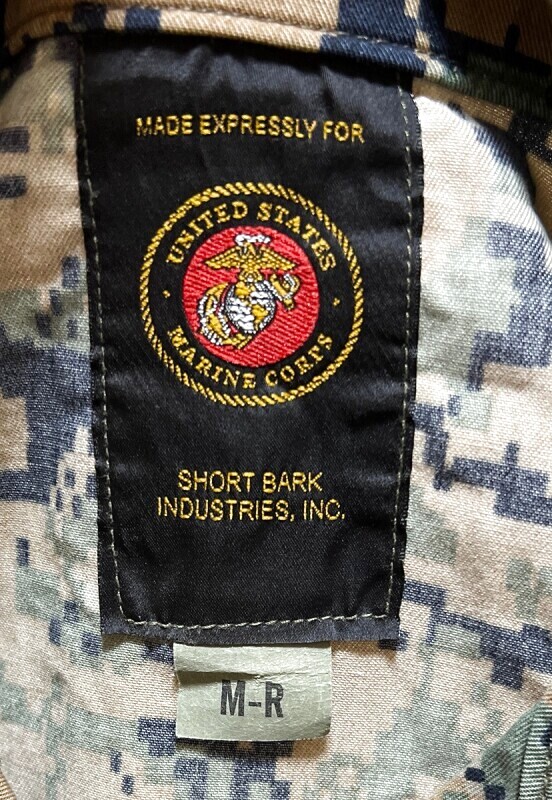 MADE EXPRESSLY FOR
UNITED STATES
MARINE CORPS
SHORT BARK
INDUSTRIES, INC.
M-R